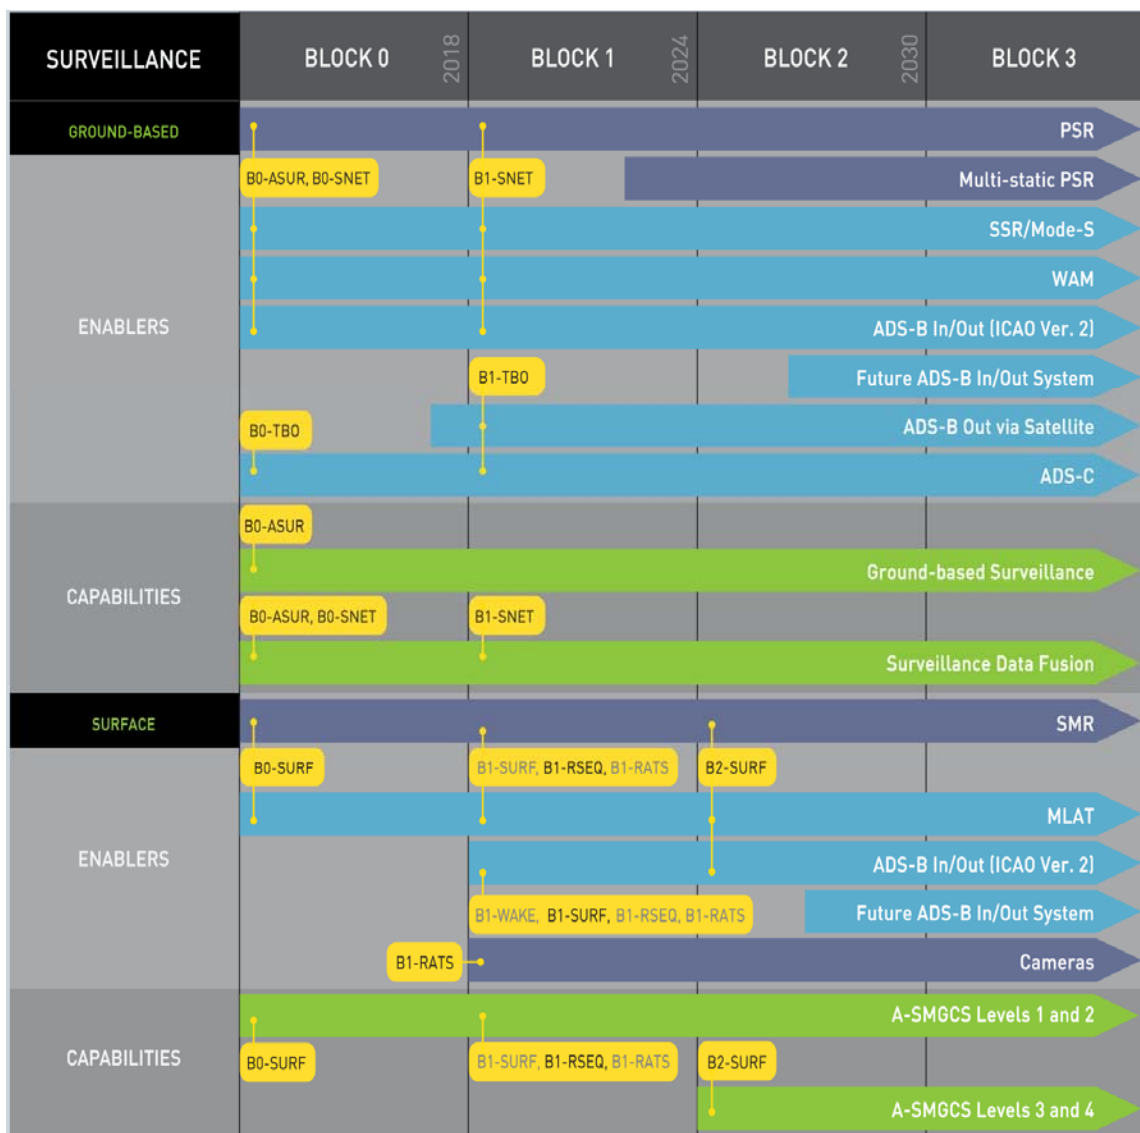 SURVEILLANCE
BLOCK 0
2018
BLOCK 1
2024
BLOCK 2
2030
BLOCK 3
GROUND-BASED
PSR
B0-ASUR, B0-SNET
B1-SNET
Multi-static PSR
SSR/Mode-S
WAM
ENABLERS
ADS-B In/Out (ICAO Ver. 2)
B1-TBO
Future ADS-B In/Out System
B0-TBO
ADS-B Out via Satellite
ADS-C
B0-ASUR
Ground-based Surveillance
CAPABILITIES
B0-ASUR, B0-SNET
B1-SNET
Surveillance Data Fusion
SURFACE
SMR
B0-SURF
B1-SURF, B1-RSEQ, B1-RATS
B2-SURF
MLAT
ENABLERS
ADS-B In/Out (ICAO Ver. 2)
B1-WAKE, B1-SURF, B1-RSEQ, B1-RATS
Future ADS-B In/Out System
B1-RATS
Cameras
A-SMGCS Levels 1 and 2
CAPABILITIES
B0-SURF
B1-SURF, B1-RSEQ, B1-RATS
B2-SURF
A-SMGCS Levels 3 and 4